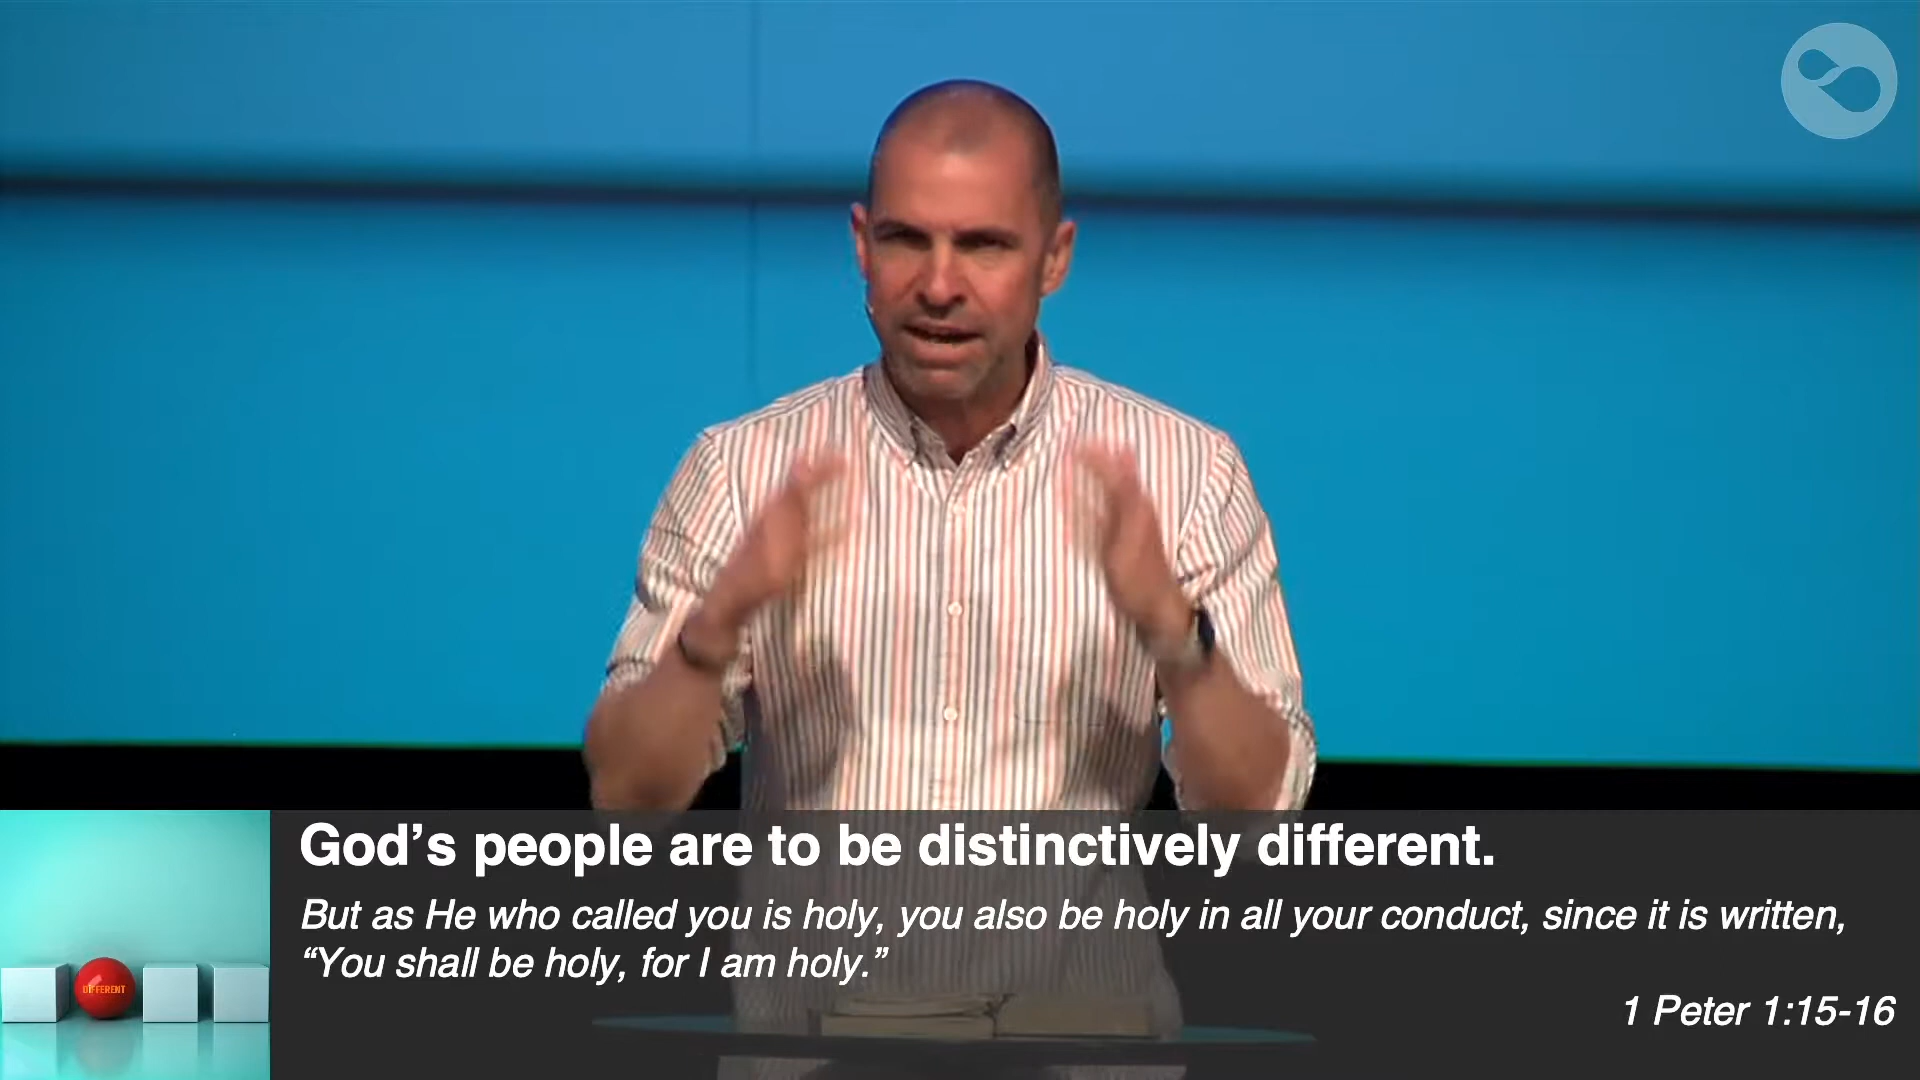 God’s people are to be distinctively different.
But as He who called you is holy, you also be holy in all your conduct, since it is written,
“You shall be holy, for I am holy.”
1 Peter 1:15-16
DIFFERENT